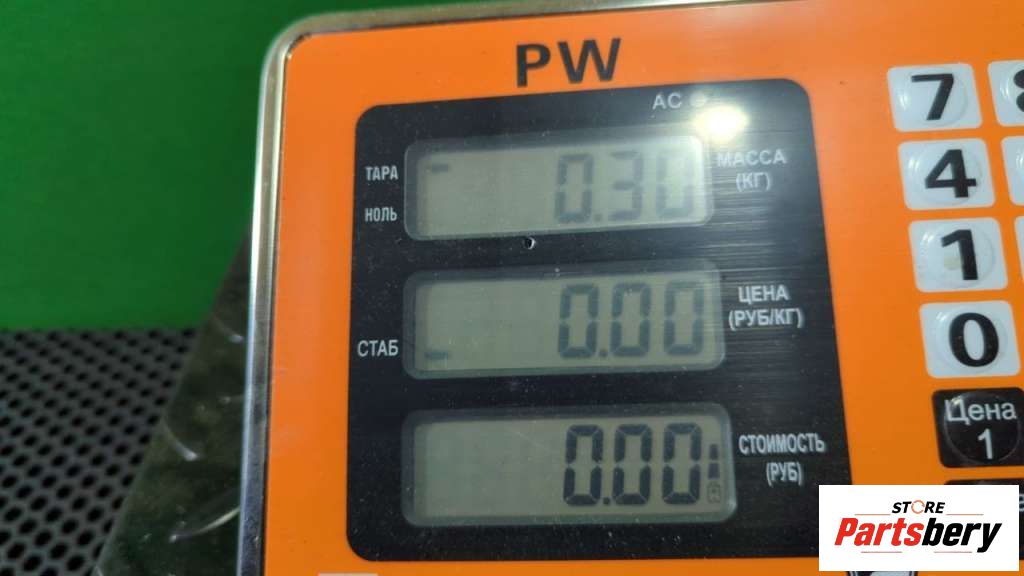 PW
AC
ТАРА
НОЛЬ
0.30
МАССА
(КГ)
СТАБ
0.00
ЦЕНА
(РУБ/КГ)
0.00
СТОИМОСТЬ
(РУБ)
7
4
1
0
Цена
1
STORE
Partsbery